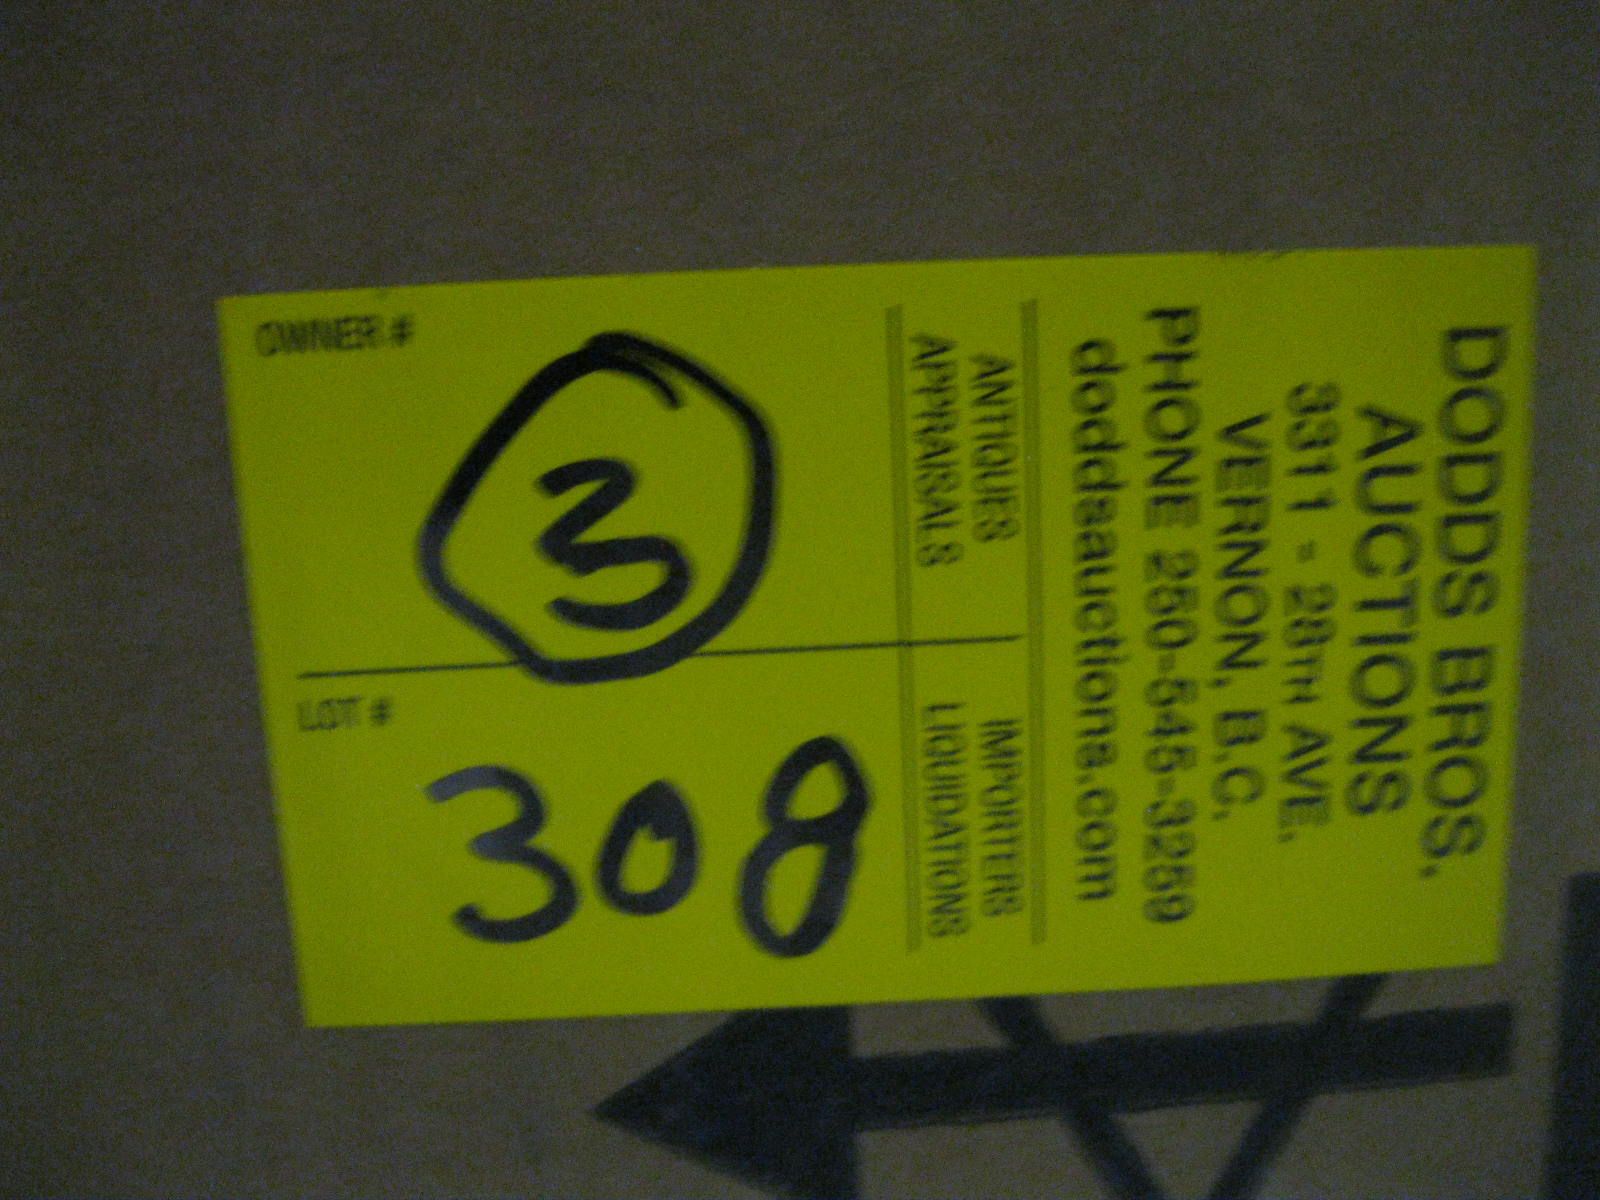 DODDS BROS.
AUCTIONS
3311 - 28TH AVE.
VERNON, B.C.
PHONE 250-545-3259
doddsauctions.com
ANTIQUES
APPRAISALS
IMPORTERS
LIQUIDATIONS
OWNER #
3
LOT #
308